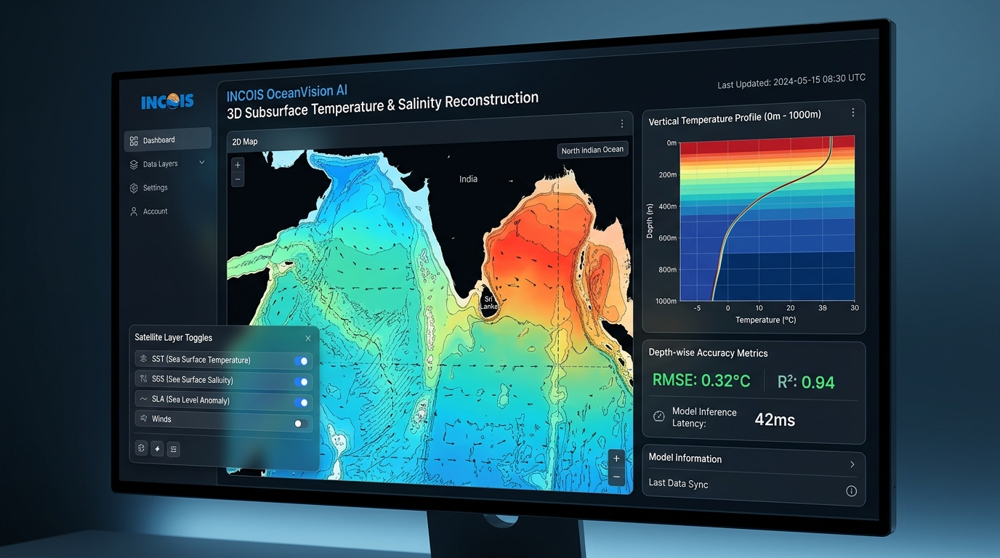 INCOIS
Dashboard
Data Layers
Settings
Account
INCOIS OceanVision AI
3D Subsurface Temperature & Salinity Reconstruction
Last Updated: 2024-05-15 08:30 UTC
2D Map
+
−
North indian Ocean
India
Sri
Lanke
+
−
Satellite Layer Toggles
SST (Sea Surface Temperature)
S6S (See Surface Saliuity)
SLA (Sea Level Anomaly)
Winds
Vertical Temperature Profile (0m - 1000m)
0m
200m
400m
600m
800m
1000m
Depth (m)
-5
0
10
20
38
30
Temperature (°C)
Depth-wise Accuracy Metrics
RMSE: 0.32°C
R²: 0.94
Model Inference
Latency:
42ms
Model information
Last Data Sync